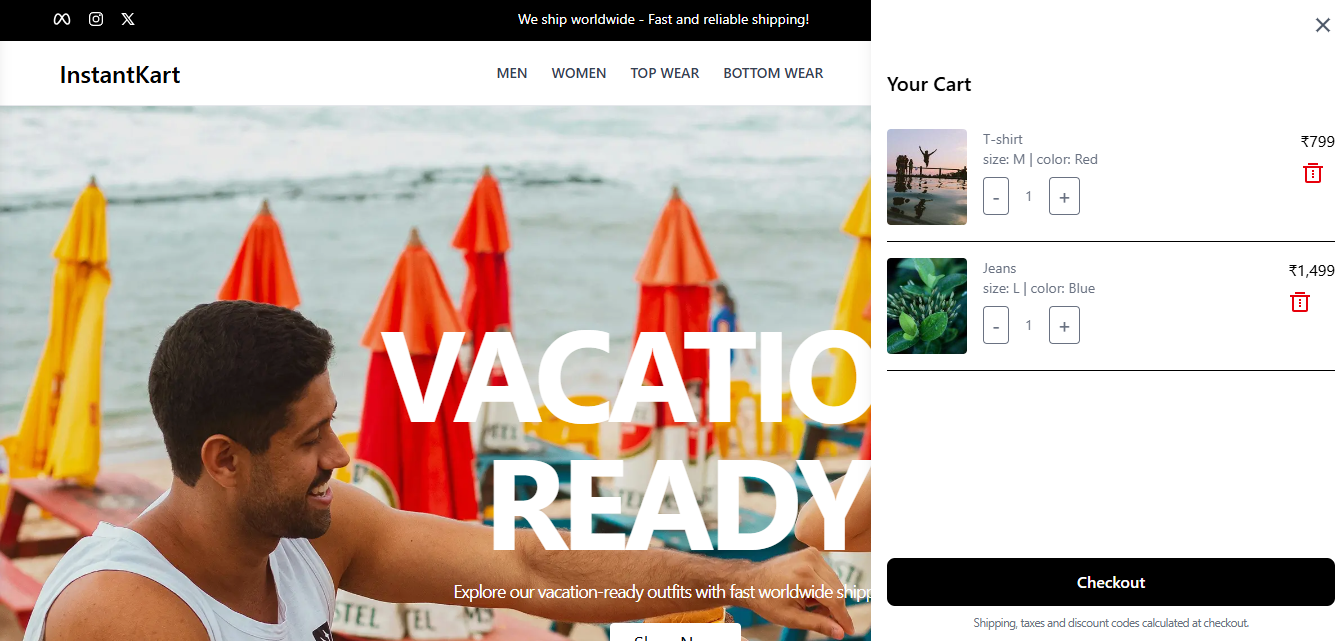 We ship worldwide - Fast and reliable shipping!
InstantKart
MEN WOMEN TOP WEAR BOTTOM WEAR
VACATIO
READY
Explore our vacation-ready outfits with fast worldwide shipp
Your Cart
T-shirt
₹799
size: M | color: Red
- 1 +
Jeans
₹1,499
size: L | color: Blue
- 1 +
Checkout
Shipping, taxes and discount codes calculated at checkout.